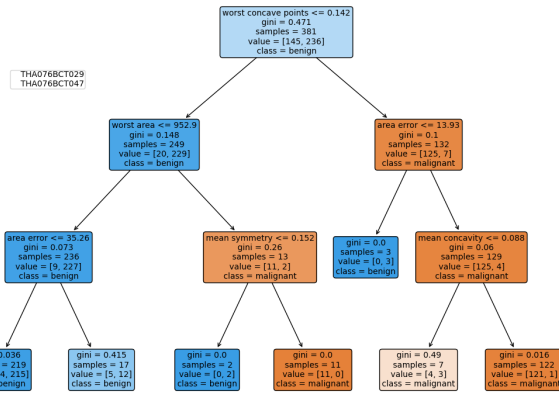 worst concave points <= 0.142
gini = 0.471
samples = 381
value = [145, 236]
class = benign
THA076BCT029
THA076BCT047
worst area <= 952.9
gini = 0.148
samples = 249
value = [20, 229]
class = benign
area error <= 13.93
gini = 0.1
samples = 132
value = [125, 7]
class = malignant
area error <= 35.26
gini = 0.073
samples = 236
value = [9, 227]
class = benign
mean symmetry <= 0.152
gini = 0.26
samples = 13
value = [11, 2]
class = malignant
gini = 0.0
samples = 3
value = [0, 3]
class = benign
mean concavity <= 0.088
gini = 0.06
samples = 129
value = [125, 4]
class = malignant
0.036
= 219
4, 215]
benign
gini = 0.415
samples = 17
value = [5, 12]
class = benign
gini = 0.0
samples = 2
value = [0, 2]
class = benign
gini = 0.0
samples = 11
value = [11, 0]
class = malignant
gini = 0.49
samples = 7
value = [4, 3]
class = malignant
gini = 0.016
samples = 122
value = [121, 1]
class = malignant